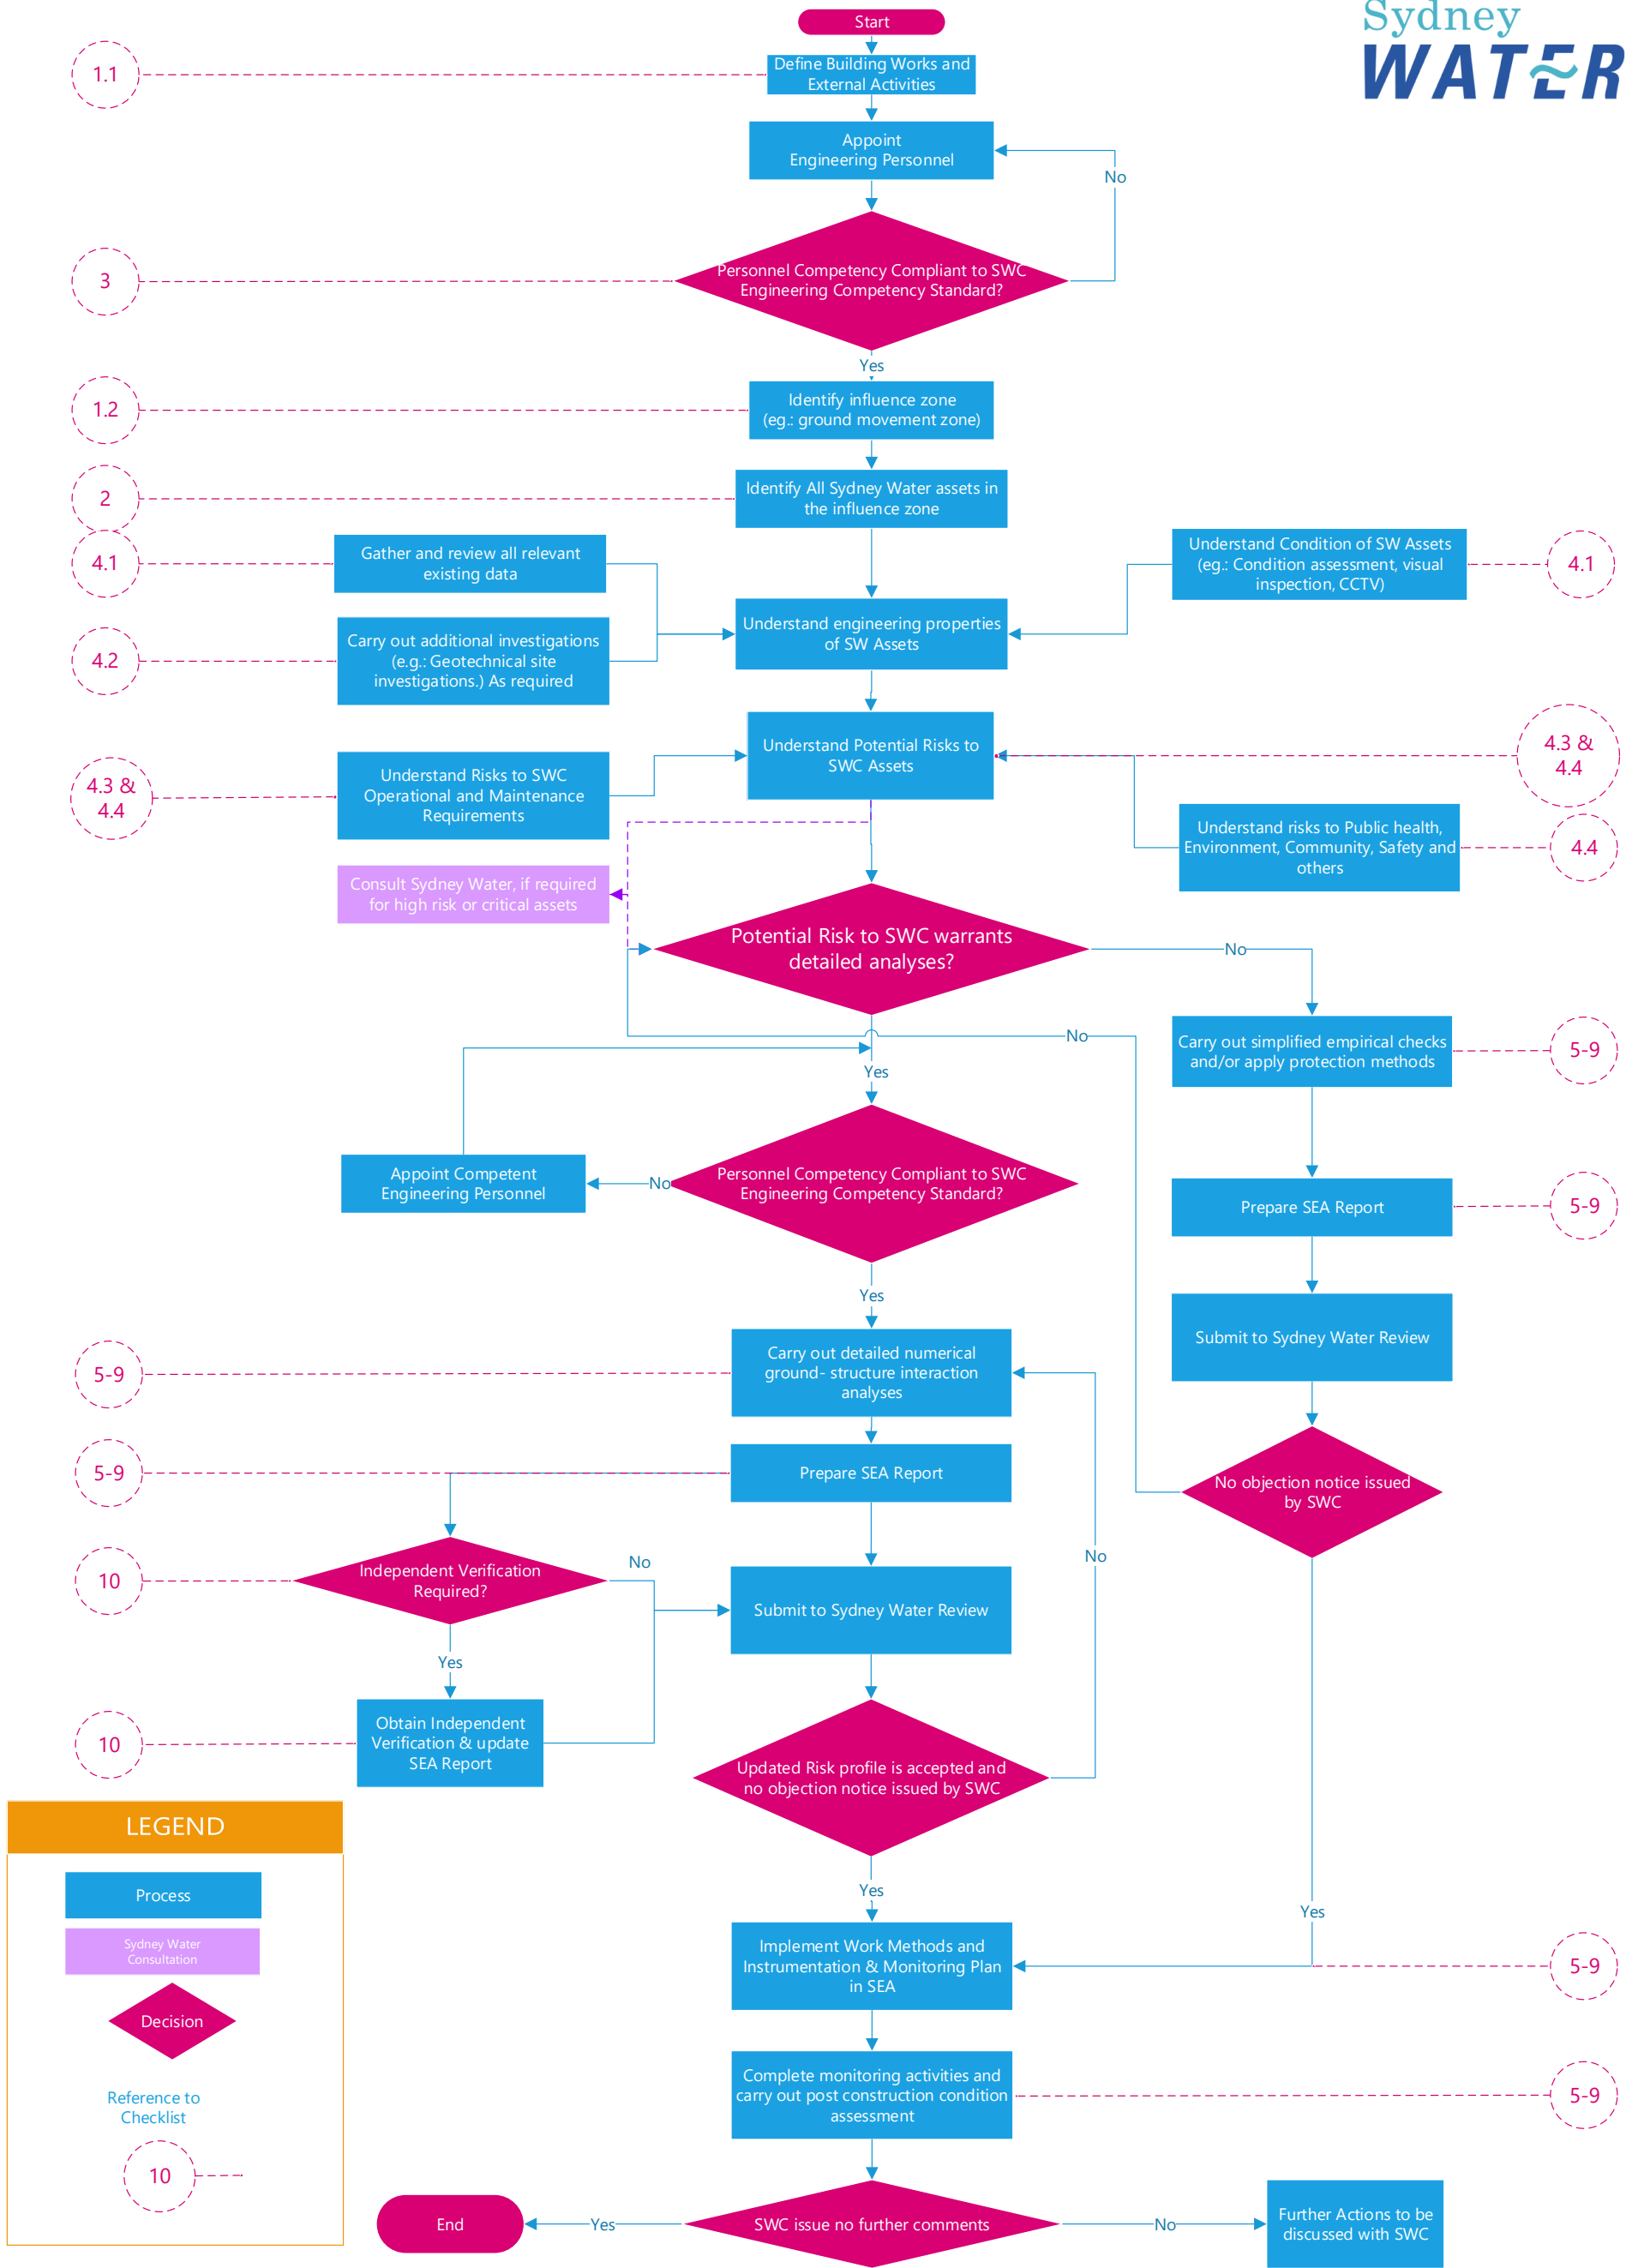 Sydney
WATER
Start
1.1
Define Building Works and
External Activities
Appoint
Engineering Personnel
No
3
Personnel Competency Compliant to SWC
Engineering Competency Standard?
Yes
1.2
Identify influence zone
(eg.: ground movement zone)
2
Identify All Sydney Water assets in
the influence zone
4.1
Gather and review all relevant
existing data
Understand Condition of SW Assets
(eg.: Condition assessment, visual
inspection, CCTV)
4.1
4.2
Carry out additional investigations
(e.g.: Geotechnical site
investigations.) As required
Understand engineering properties
of SW Assets
4.3 &
4.4
Understand Risks to SWC
Operational and Maintenance
Requirements
Understand Potential Risks to
SWC Assets
4.3 &
4.4
Understand risks to Public health,
Environment, Community, Safety and
others
4.4
Consult Sydney Water, if required
for high risk or critical assets
Potential Risk to SWC warrants
detailed analyses?
No
No
Yes
Carry out simplified empirical checks
and/or apply protection methods
5-9
Appoint Competent
Engineering Personnel
No
Personnel Competency Compliant to SWC
Engineering Competency Standard?
Prepare SEA Report
5-9
Yes
Submit to Sydney Water Review
5-9
Carry out detailed numerical
ground- structure interaction
analyses
5-9
Prepare SEA Report
No objection notice issued
by SWC
10
Independent Verification
Required?
No
No
Submit to Sydney Water Review
Yes
10
Obtain Independent
Verification & update
SEA Report
Updated Risk profile is accepted and
no objection notice issued by SWC
Yes
Yes
Implement Work Methods and
Instrumentation & Monitoring Plan
in SEA
5-9
Complete monitoring activities and
carry out post construction condition
assessment
5-9
End
Yes
SWC issue no further comments
No
Further Actions to be
discussed with SWC
LEGEND
Process
Sydney Water
Consultation
Decision
Reference to
Checklist
10